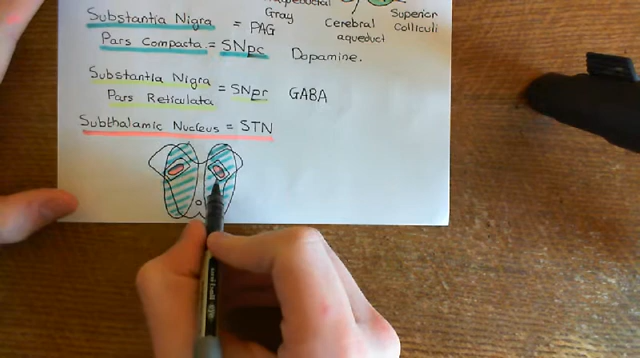 Gray
Superior
Substantia Nigra = PAG Cerebral Colliculi
aqueduct
Pars Compacta = SNpc Dopamine.
Substantia Nigra
Pars Reticulata = SNpr GABA
Subthalamic Nucleus = STN